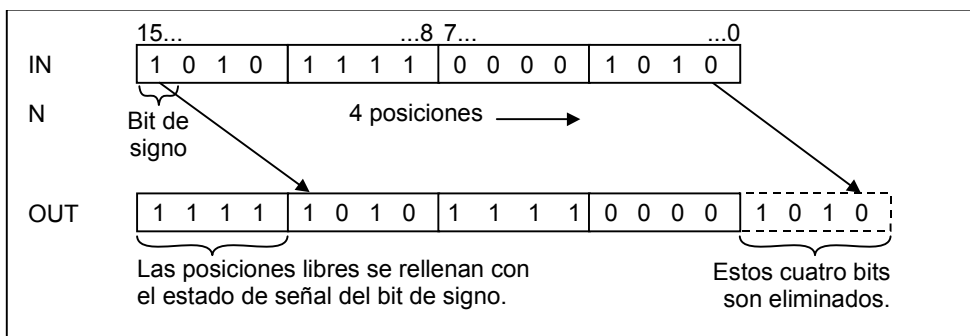 15... ...8 7... ...0
IN 1 0 1 0 1 1 1 1 0 0 0 0 1 0 1 0
N Bit de signo 4 posiciones
OUT 1 1 1 1 1 0 1 0 1 1 1 1 0 0 0 0 1 0 1 0
Las posiciones libres se rellenan con
el estado de señal del bit de signo.
Estos cuatro bits
son eliminados.